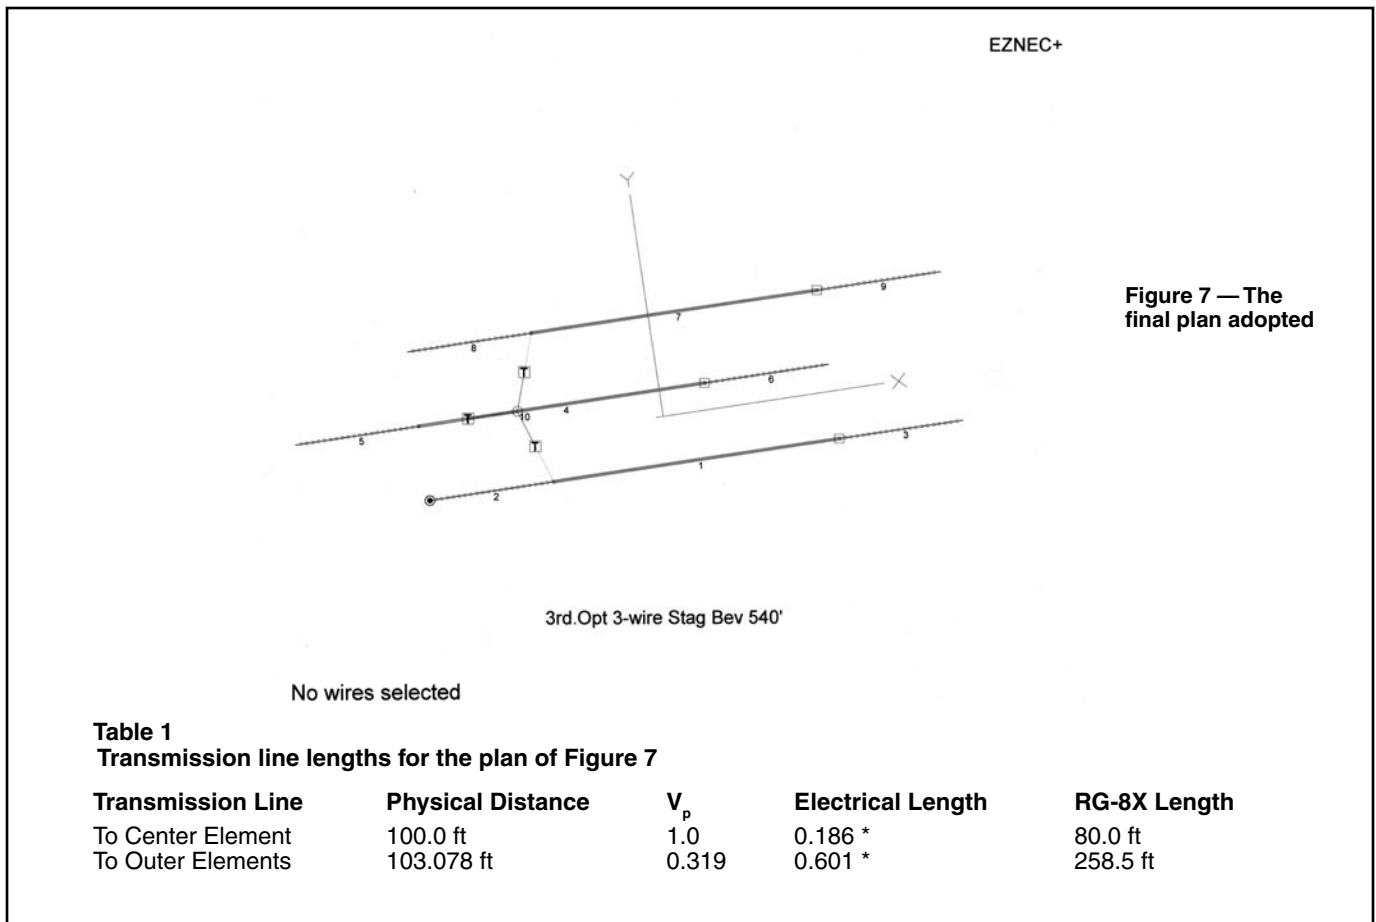 EZNEC+
Y
X
9
7
8
6
4
10
T
T
T
5
3
1
2
Figure 7 — The
final plan adopted
3rd.Opt 3-wire Stag Bev 540'
No wires selected
Table 1
Transmission line lengths for the plan of Figure 7
Transmission Line Physical Distance Vp Electrical Length RG-8X Length
To Center Element 100.0 ft 1.0 0.186 * 80.0 ft
To Outer Elements 103.078 ft 0.319 0.601 * 258.5 ft